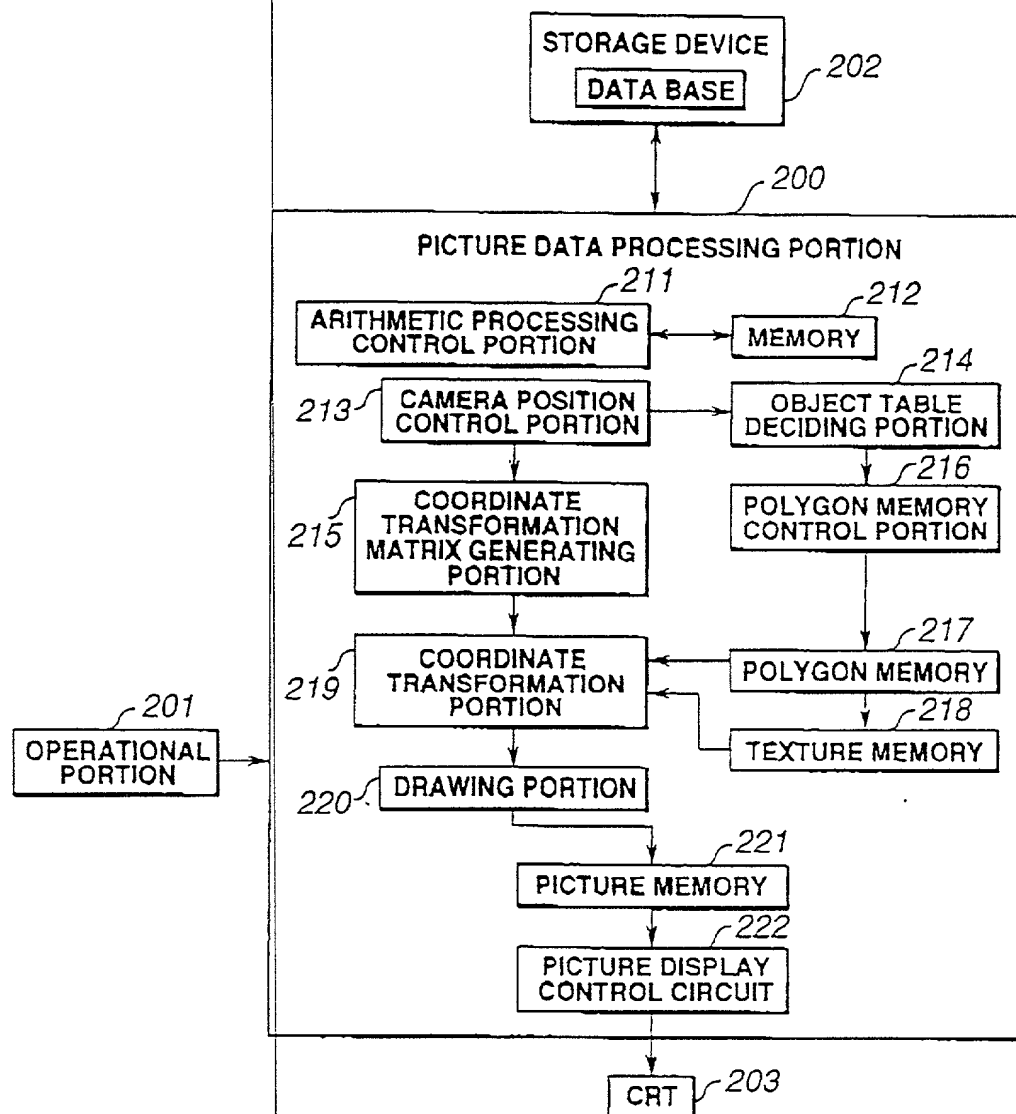 STORAGE DEVICE
DATA BASE
202
200
PICTURE DATA PROCESSING PORTION
211
ARITHMETIC PROCESSING
CONTROL PORTION
212
MEMORY
213
CAMERA POSITION
CONTROL PORTION
214
OBJECT TABLE
DECIDING PORTION
215
COORDINATE
TRANSFORMATION
MATRIX GENERATING
PORTION
216
POLYGON MEMORY
CONTROL PORTION
217
POLYGON MEMORY
219
COORDINATE
TRANSFORMATION
PORTION
218
TEXTURE MEMORY
201
OPERATIONAL
PORTION
220
DRAWING PORTION
221
PICTURE MEMORY
222
PICTURE DISPLAY
CONTROL CIRCUIT
CRT
203